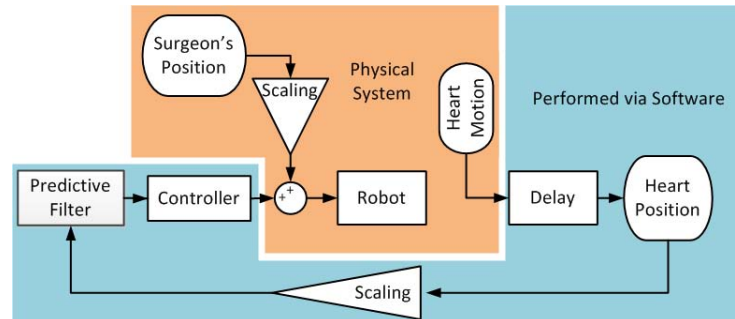 Surgeon's
Position
Scaling
Physical
System
Heart
Motion
Performed via Software
Predictive
Filter
Controller
+
+
Robot
Delay
Heart
Position
Scaling